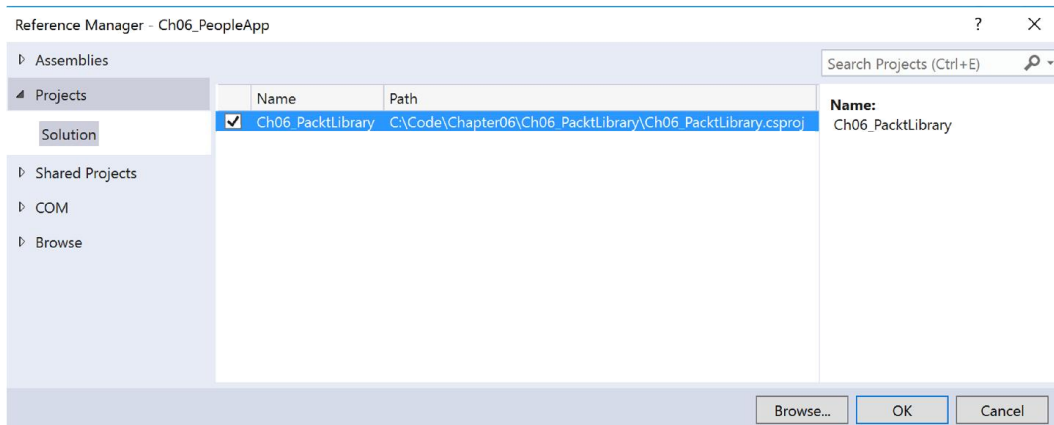 Reference Manager - Ch06_PeopleApp ?
Assemblies
Search Projects (Ctrl+E)
Projects
Solution
Shared Projects
COM
Browse
Name Path
Ch06_PacktLibrary C:\Code\Chapter06\Ch06_PacktLibrary\Ch06_PacktLibrary.csproj
Name:
Ch06_PacktLibrary
Browse... OK Cancel